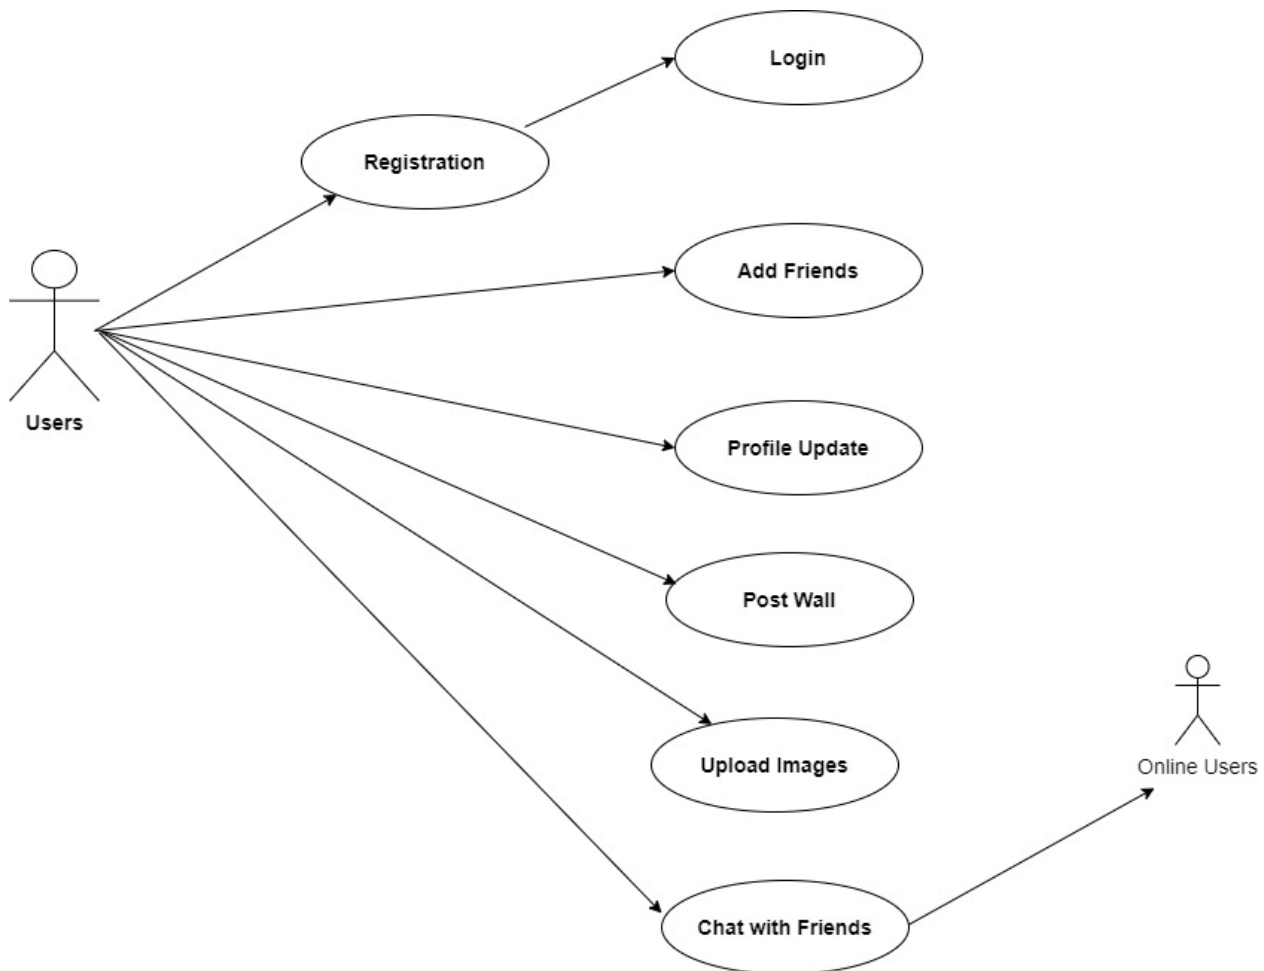 Login
Registration
Add Friends
Users
Profile Update
Post Wall
Upload Images
Online Users
Chat with Friends